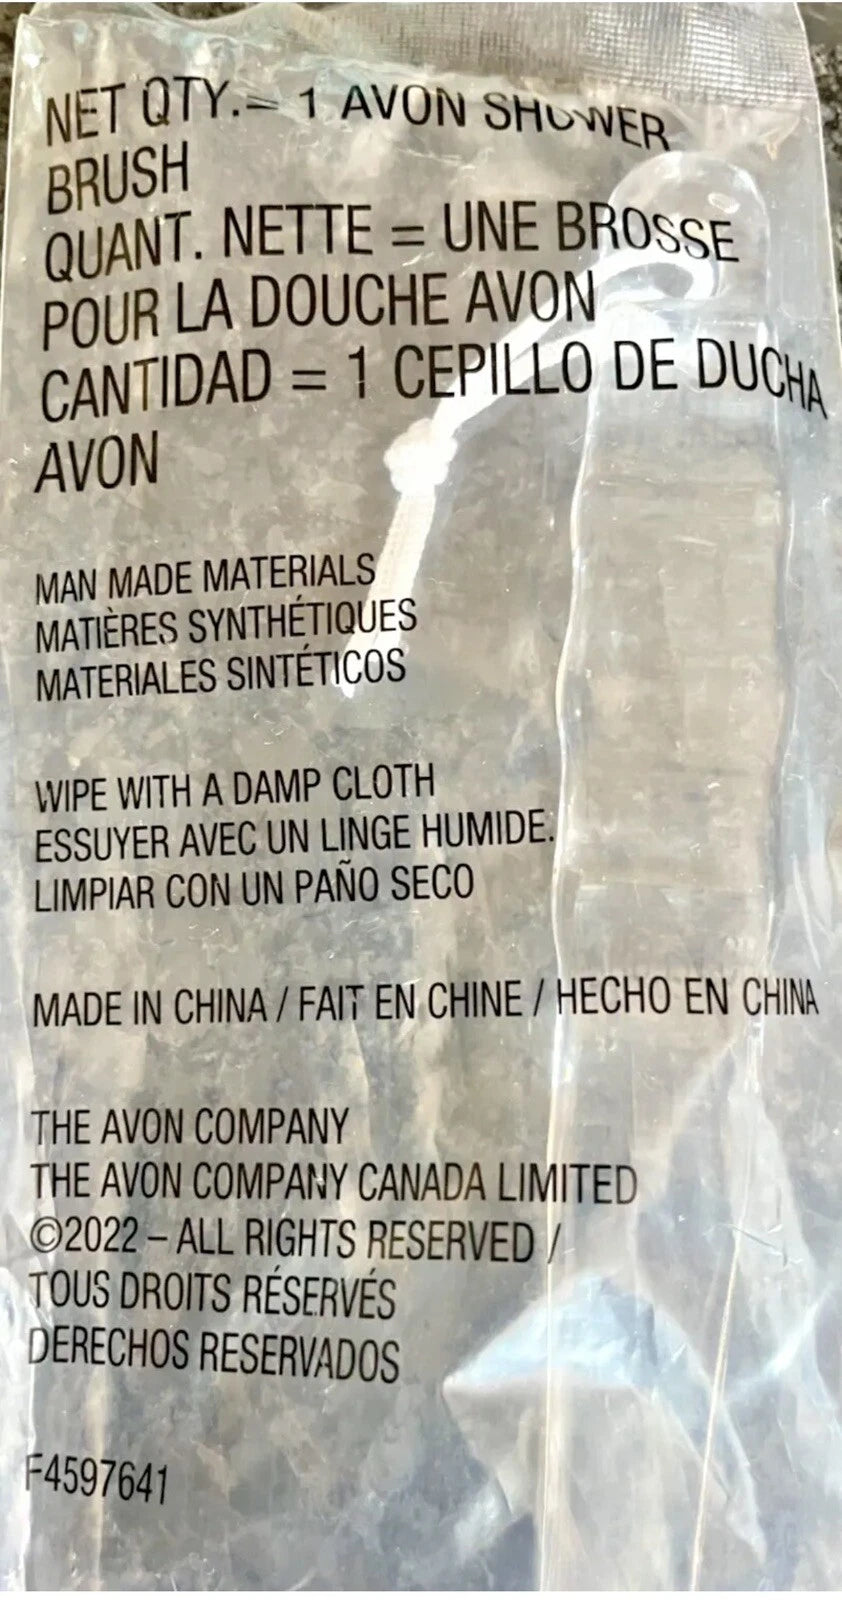 NET QTY.= 1 AVON SHOWER
BRUSH
QUANT. NETTE = UNE BROSSE
POUR LA DOUCHE AVON
CANTIDAD = 1 CEPILLO DE DUCHA
AVON
MAN MADE MATERIALS
MATIÈRES SYNTHÉTIQUES
MATERIALES SINTÉTICOS
WIPE WITH A DAMP CLOTH
ESSUYER AVEC UN LINGE HUMIDE.
LIMPIAR CON UN PAÑO SECO
MADE IN CHINA / FAIT EN CHINE / HECHO EN CHINA
THE AVON COMPANY
THE AVON COMPANY CANADA LIMITED
©2022 – ALL RIGHTS RESERVED /
TOUS DROITS RÉSERVÉS
DERECHOS RESERVADOS
F4597641